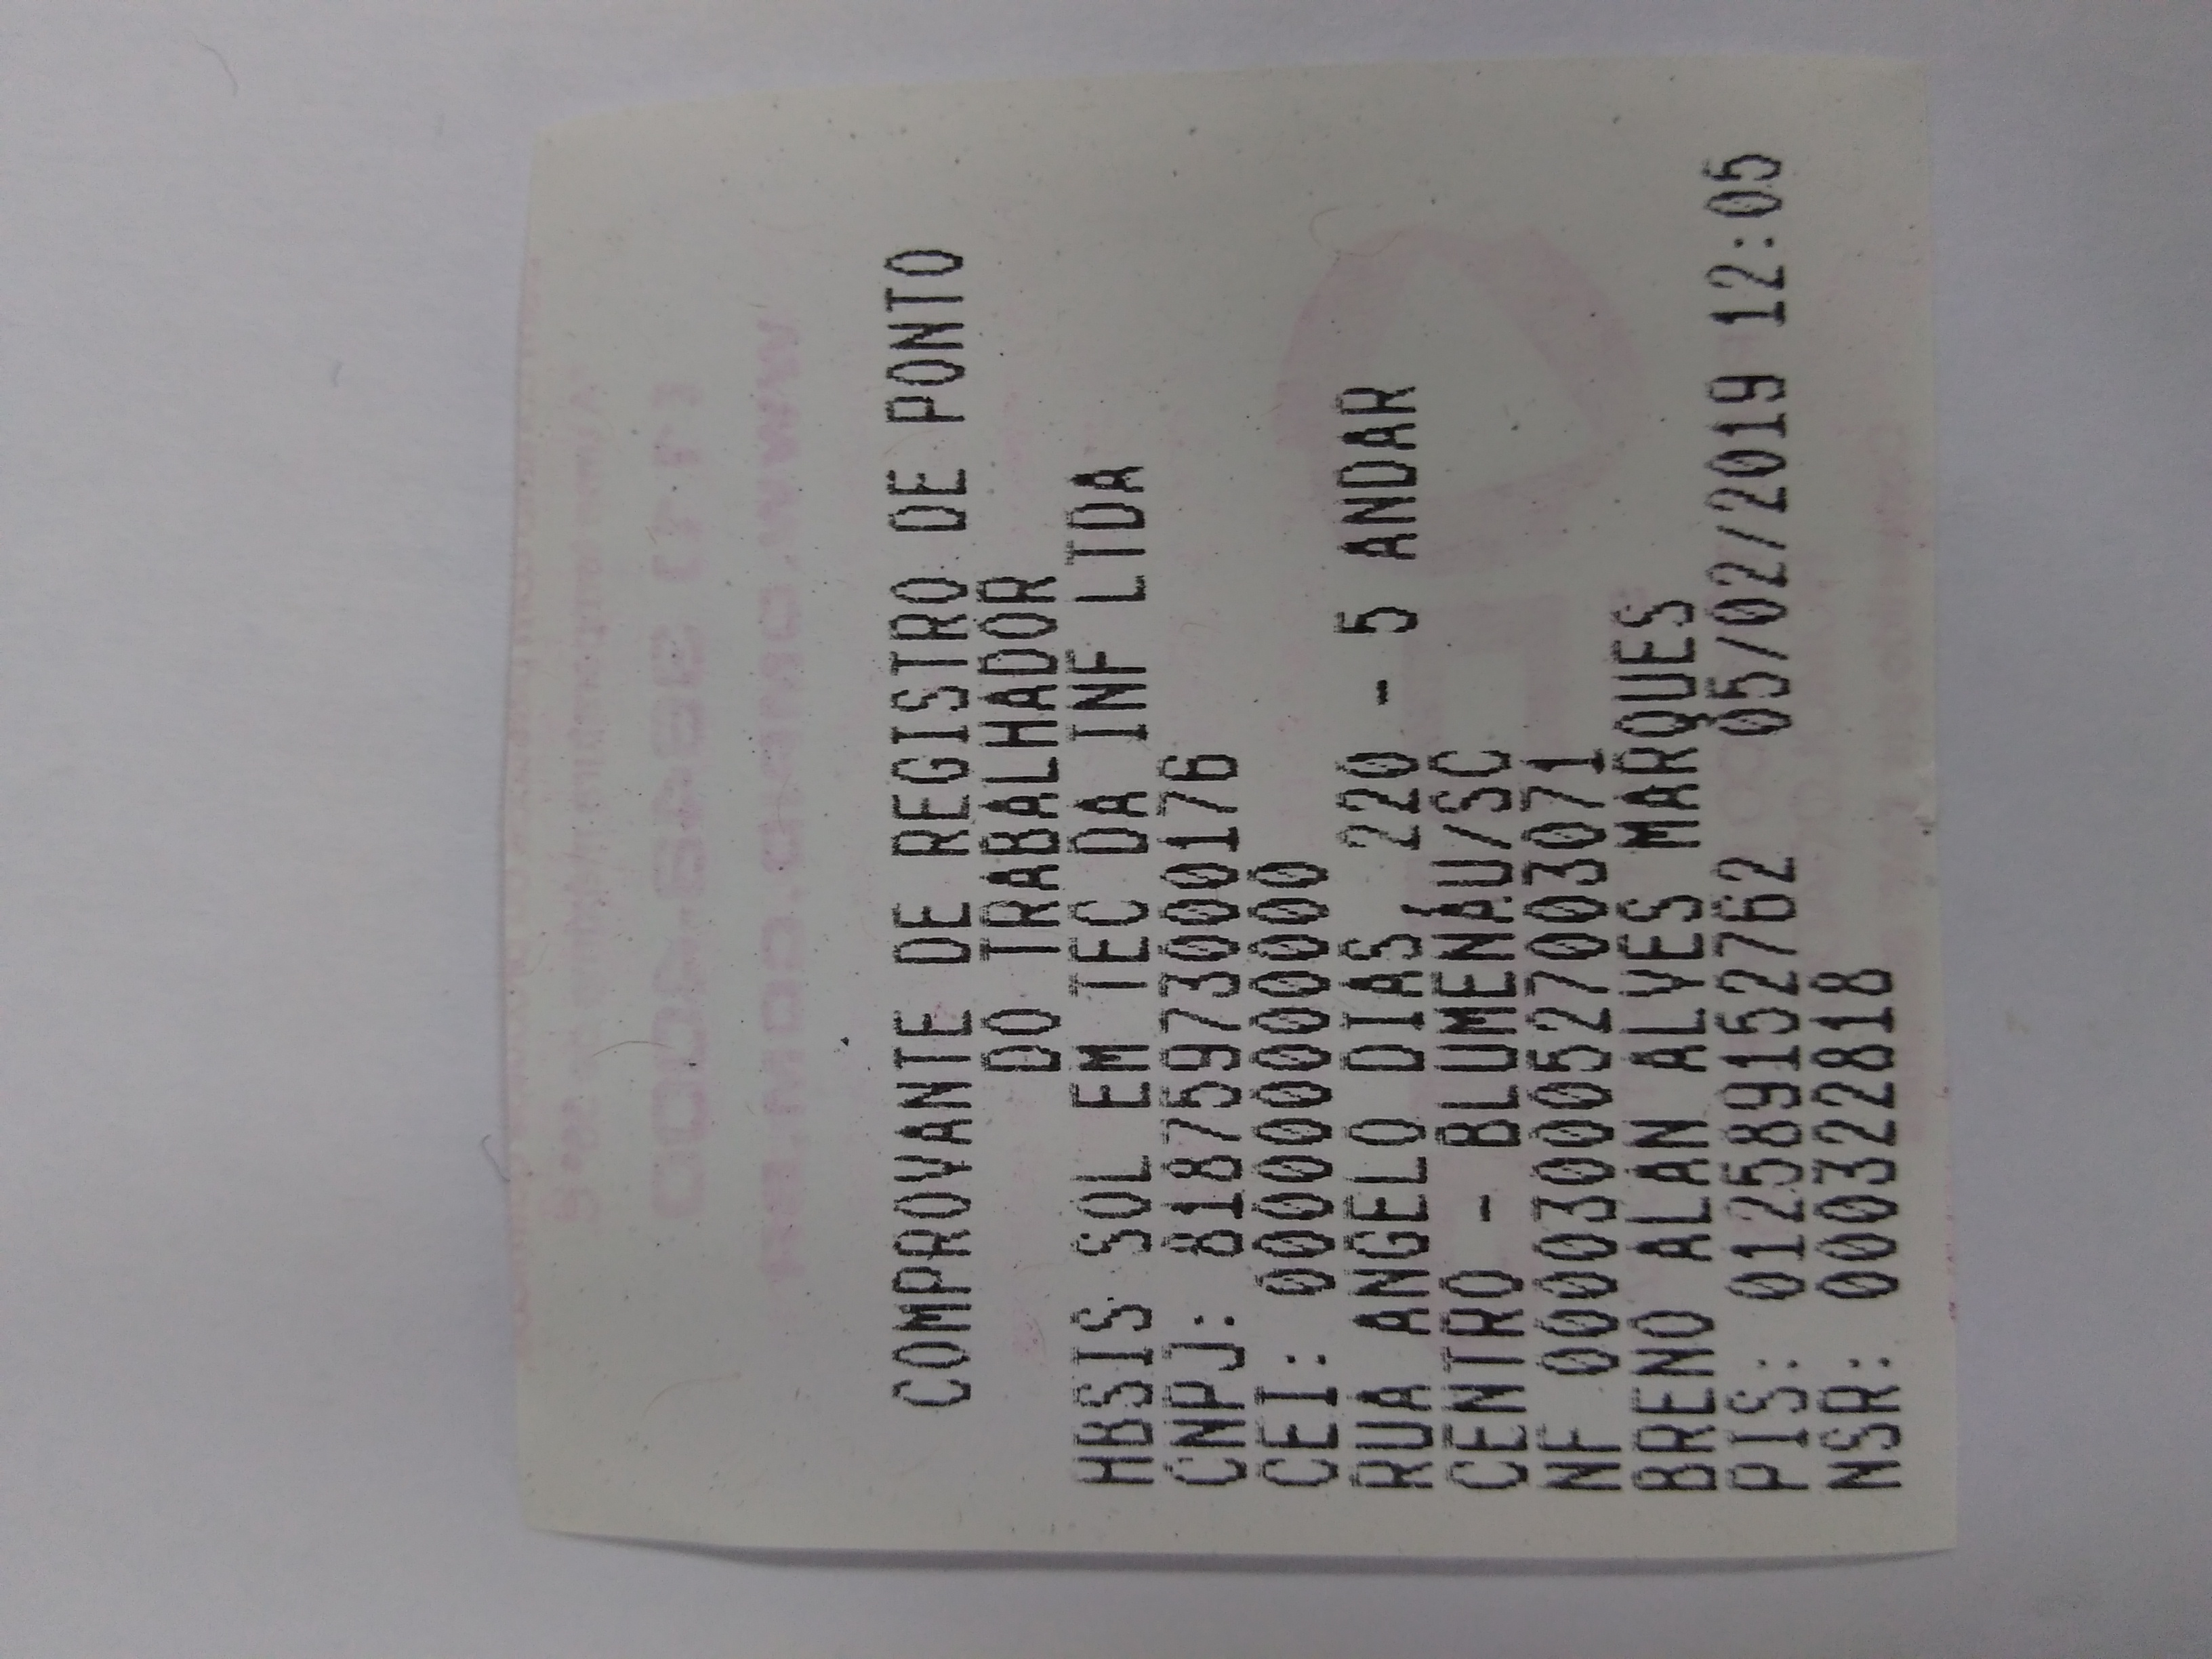 COMPROVANTE DE REGISTRO DE PONTO
DO TRABALHADOR
HBSIS SOL EM TEC DA INF LTDA
CNPJ: 81875973000176
CEI: 000000000000
RUA ANGELO DIAS, 220 - 5 ANDAR
CENTRO - BLUMENAU/SC
NF 00003000527003071
BRENO ALAN ALVES MARQUES
PIS: 012589152762 05/02/2019 12:05
NSR: 000322818